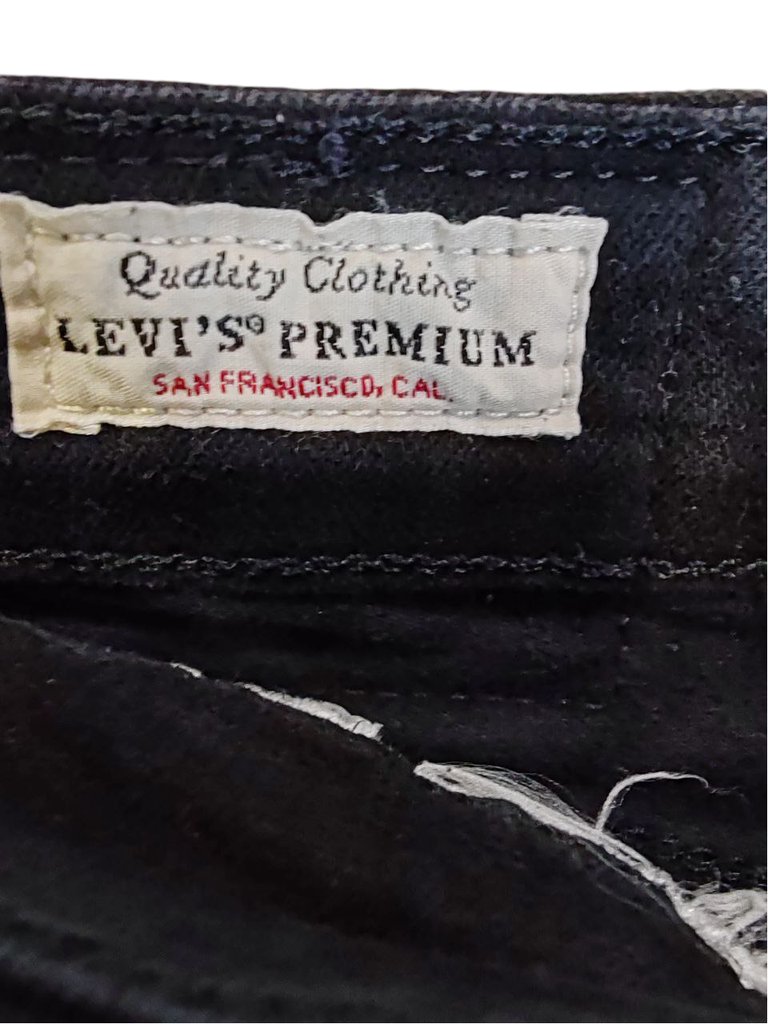 Quality Clothing
LEVI'S® PREMIUM
SAN FRANCISCO, CAL.